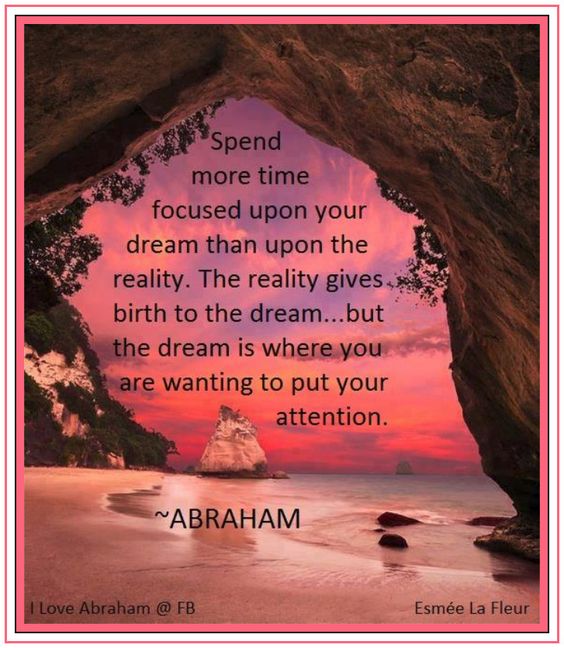 Spend
more time
focused upon your
dream than upon the
reality. The reality gives
birth to the dream...but
the dream is where you
are wanting to put your
attention.
~ABRAHAM
I Love Abraham @ FB
Esmée La Fleur